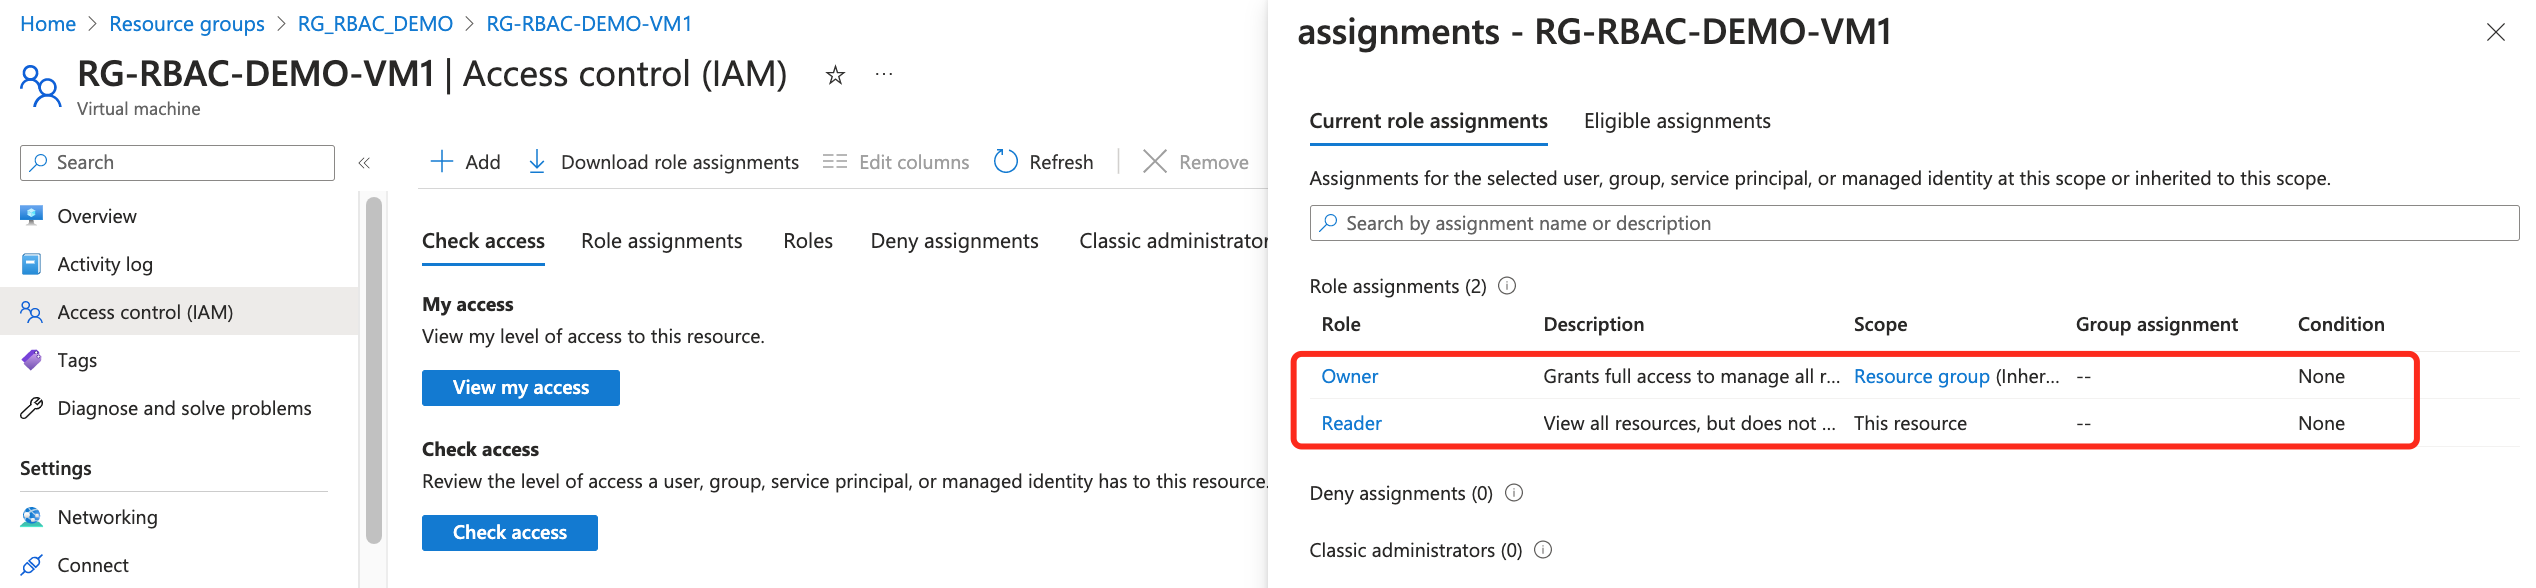 Home > Resource groups > RG_RBAC_DEMO > RG-RBAC-DEMO-VM1
RG-RBAC-DEMO-VM1 | Access control (IAM) ☆ ...
Virtual machine
Search «
Overview
Activity log
Access control (IAM)
Tags
Diagnose and solve problems
Settings
Networking
Connect
Add Download role assignments Edit columns Refresh Remove
Check access Role assignments Roles Deny assignments Classic administrator
My access
View my level of access to this resource.
View my access
Check access
Review the level of access a user, group, service principal, or managed identity has to this resource.
Check access
assignments - RG-RBAC-DEMO-VM1
Current role assignments Eligible assignments
Assignments for the selected user, group, service principal, or managed identity at this scope or inherited to this scope.
Search by assignment name or description
Role assignments (2)
Role Description Scope Group assignment Condition
Owner Grants full access to manage all r... Resource group (Inher... -- None
Reader View all resources, but does not ... This resource -- None
Deny assignments (0)
Classic administrators (0)